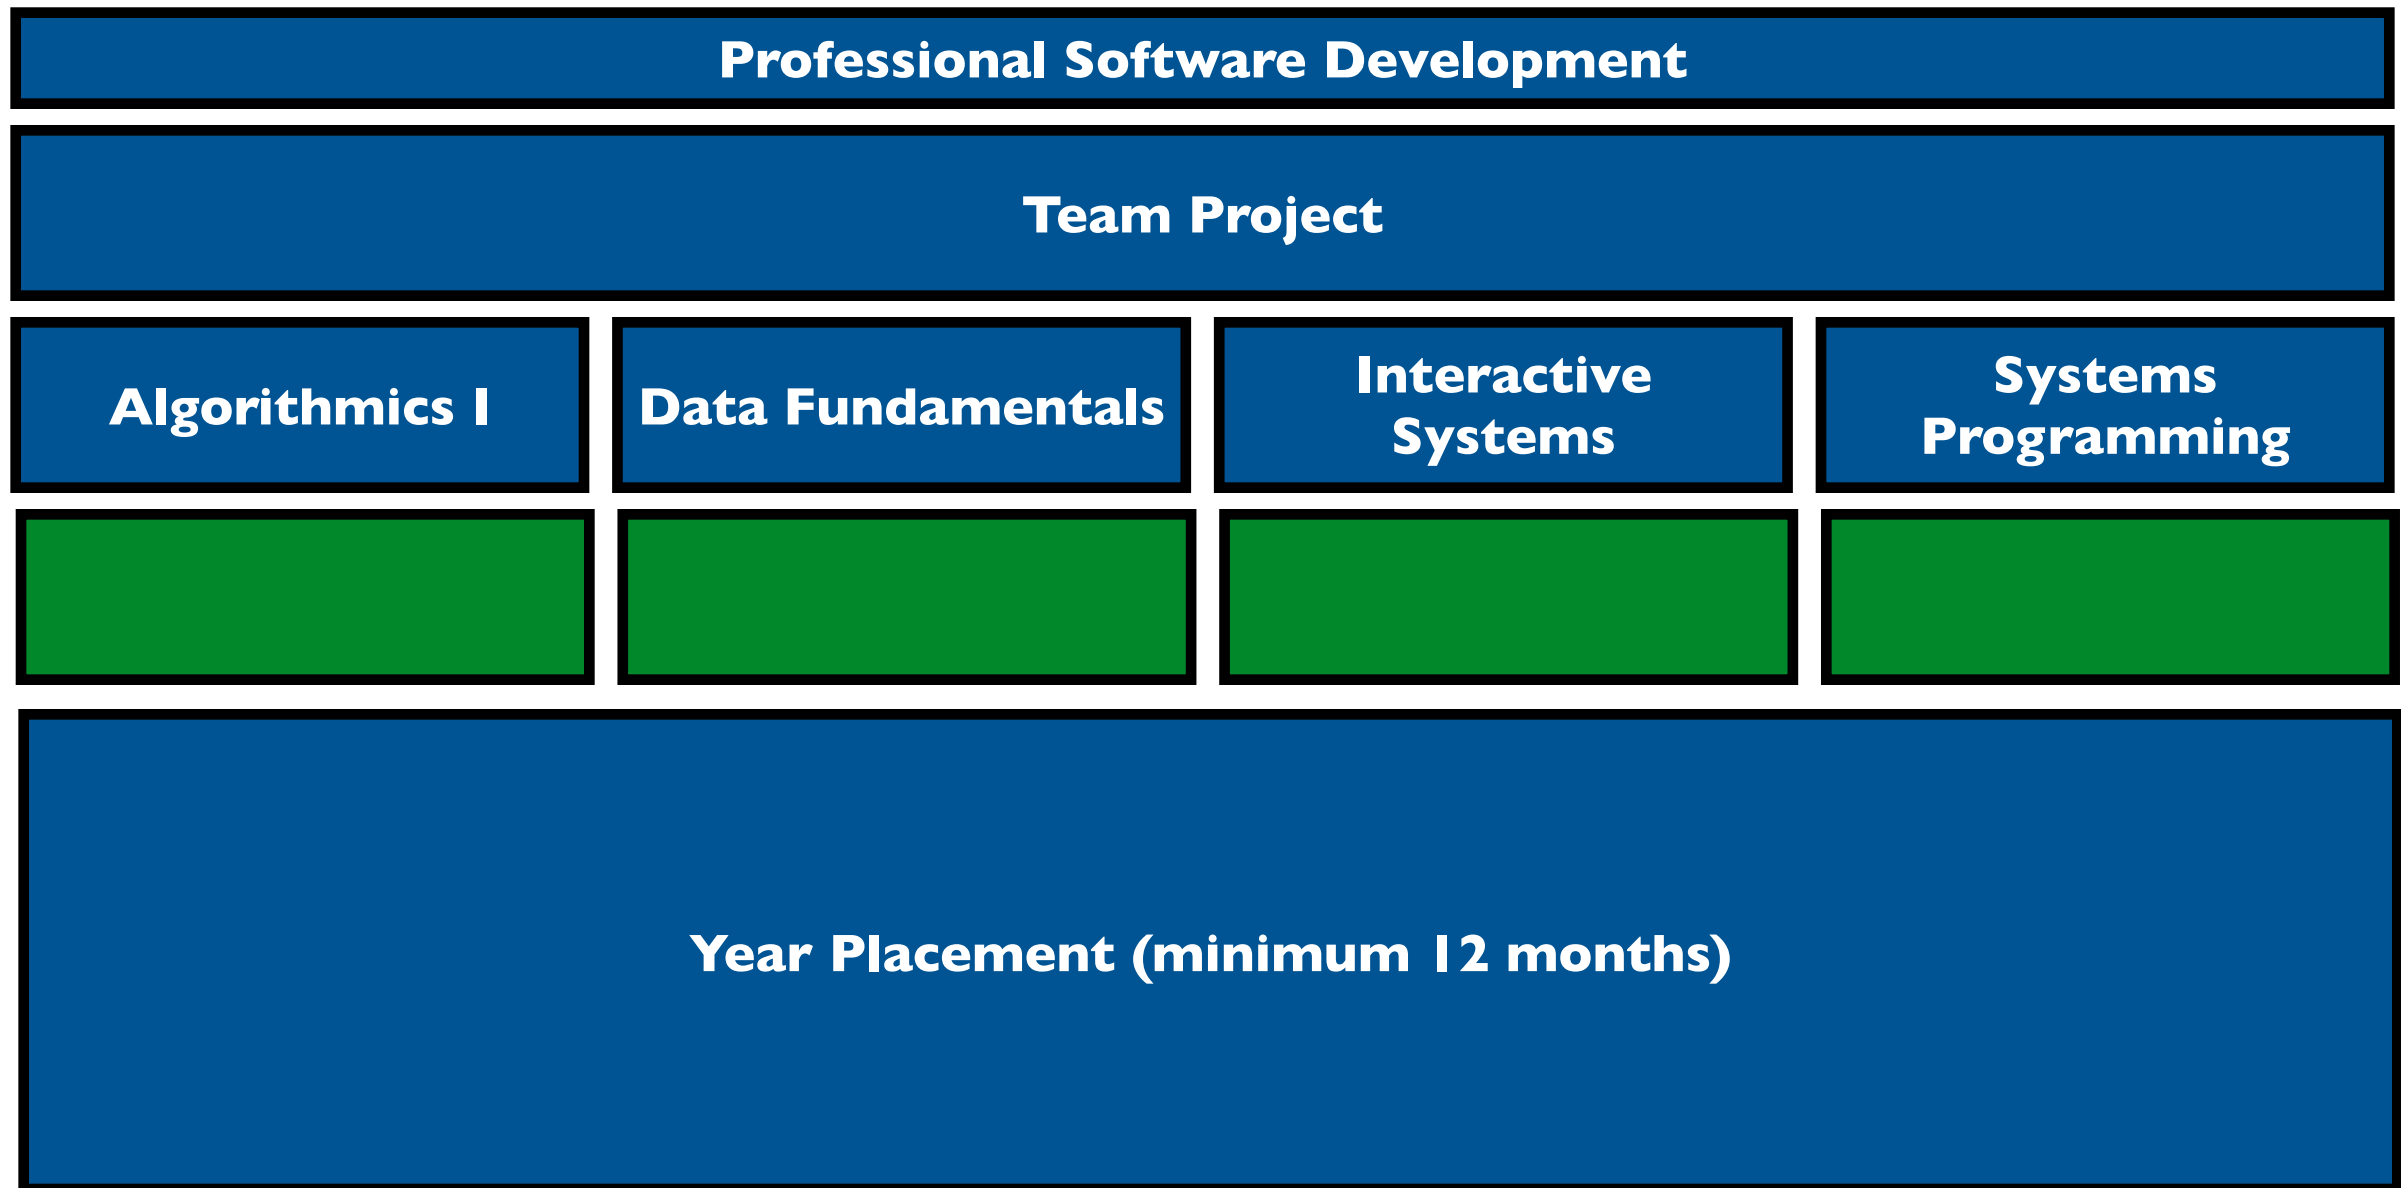 Professional Software Development
Team Project
Algorithmics I
Data Fundamentals
Interactive
Systems
Systems
Programming
Year Placement (minimum 12 months)